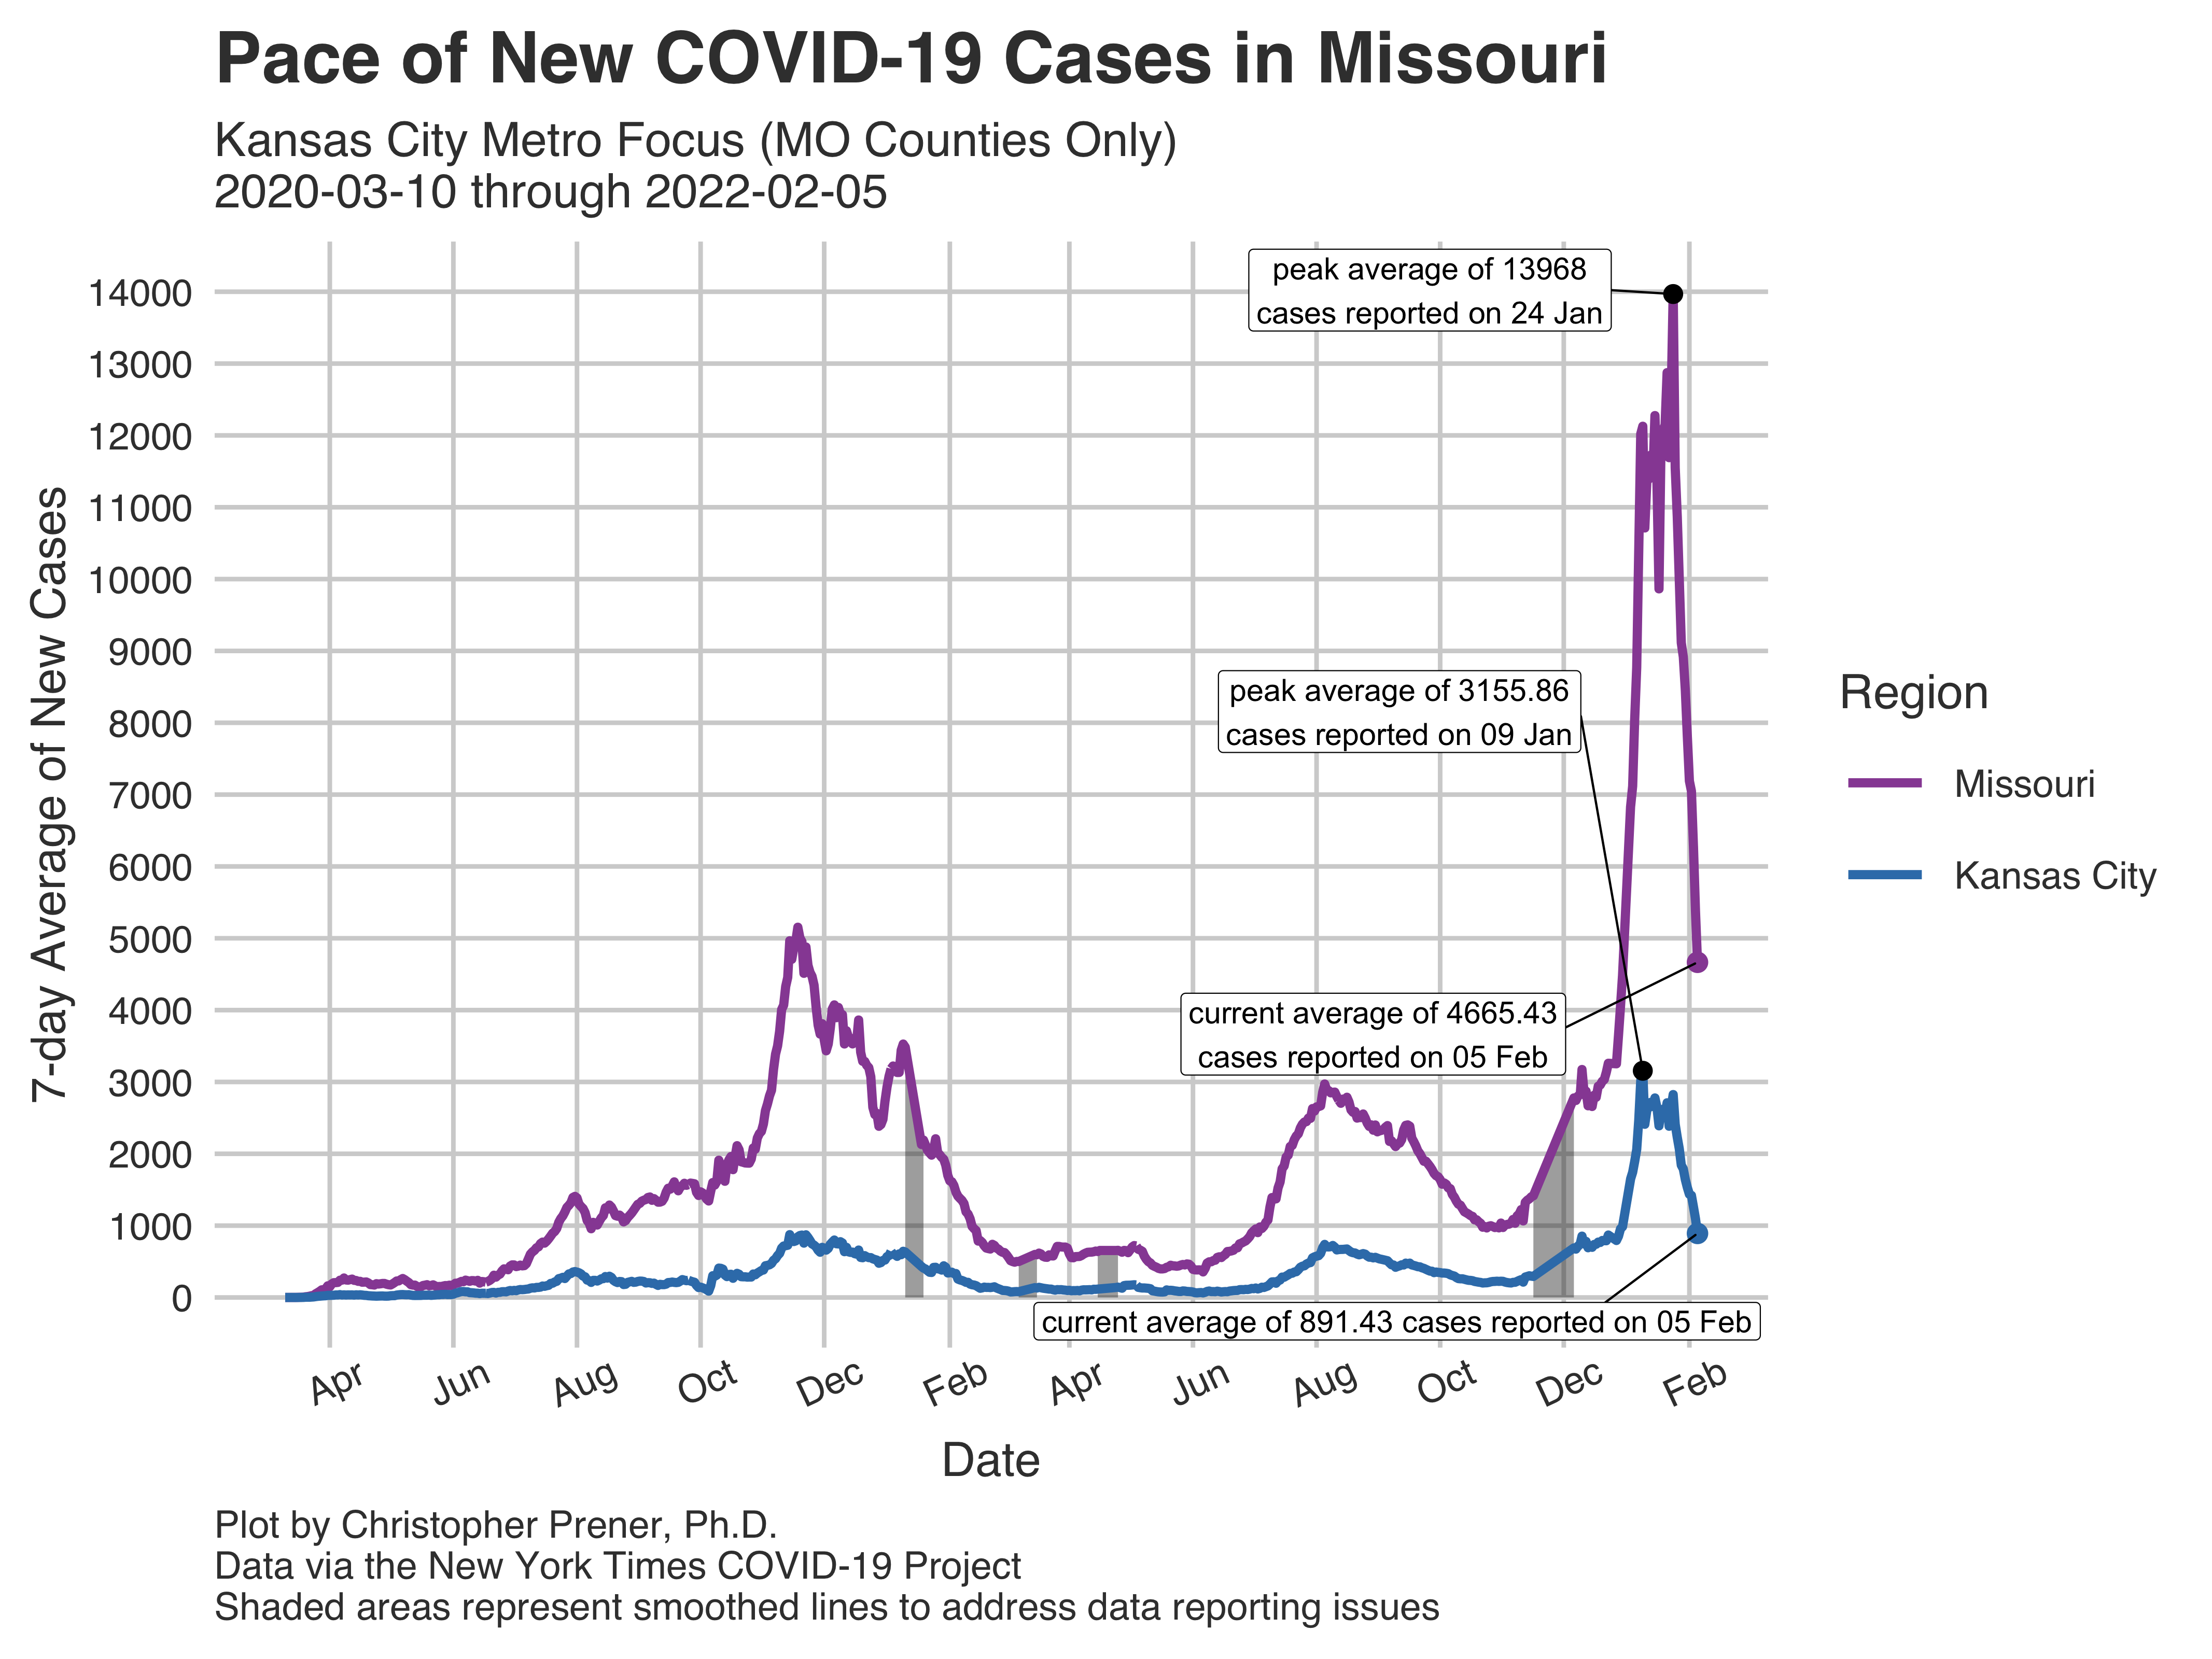 Pace of New COVID-19 Cases in Missouri
Kansas City Metro Focus (MO Counties Only)
2020-03-10 through 2022-02-05
7-day Average of New Cases
14000
13000
12000
11000
10000
9000
8000
7000
6000
5000
4000
3000
2000
1000
0
peak average of 13968
cases reported on 24 Jan
peak average of 3155.86
cases reported on 09 Jan
current average of 4665.43
cases reported on 05 Feb
current average of 891.43 cases reported on 05 Feb
Apr
Jun
Aug
Oct
Dec
Feb
Apr
Jun
Aug
Oct
Dec
Feb
Date
Region
Missouri
Kansas City
Plot by Christopher Prener, Ph.D.
Data via the New York Times COVID-19 Project
Shaded areas represent smoothed lines to address data reporting issues